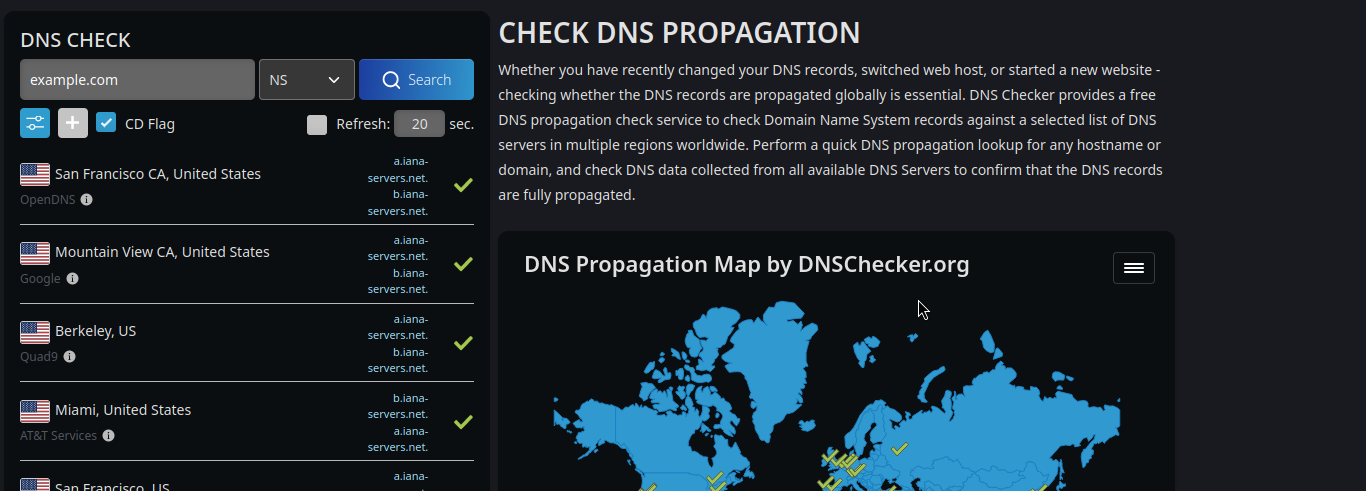 DNS CHECK
example.com
NS
Search
CD Flag
Refresh:
20
sec.
San Francisco CA, United States
OpenDNS
a.iana-
servers.net.
b.iana-
servers.net.
Mountain View CA, United States
Google
a.iana-
servers.net.
b.iana-
servers.net.
Berkeley, US
Quad9
a.iana-
servers.net.
b.iana-
servers.net.
Miami, United States
AT&T Services
b.iana-
servers.net.
a.iana-
servers.net.
San Francisco, US
a.iana-
CHECK DNS PROPAGATION
Whether you have recently changed your DNS records, switched web host, or started a new website -
checking whether the DNS records are propagated globally is essential. DNS Checker provides a free
DNS propagation check service to check Domain Name System records against a selected list of DNS
servers in multiple regions worldwide. Perform a quick DNS propagation lookup for any hostname or
domain, and check DNS data collected from all available DNS Servers to confirm that the DNS records
are fully propagated.
DNS Propagation Map by DNSChecker.org